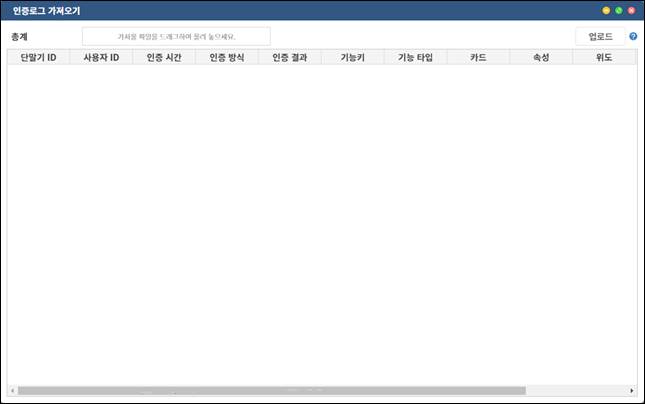 인증로그 가져오기
총계 가져올 파일을 드래그하여 올려 놓으세요. 업로드 ?
단말기 ID 사용자 ID 인증 시간 인증 방식 인증 결과 기능키 기능 타입 카드 속성 위도